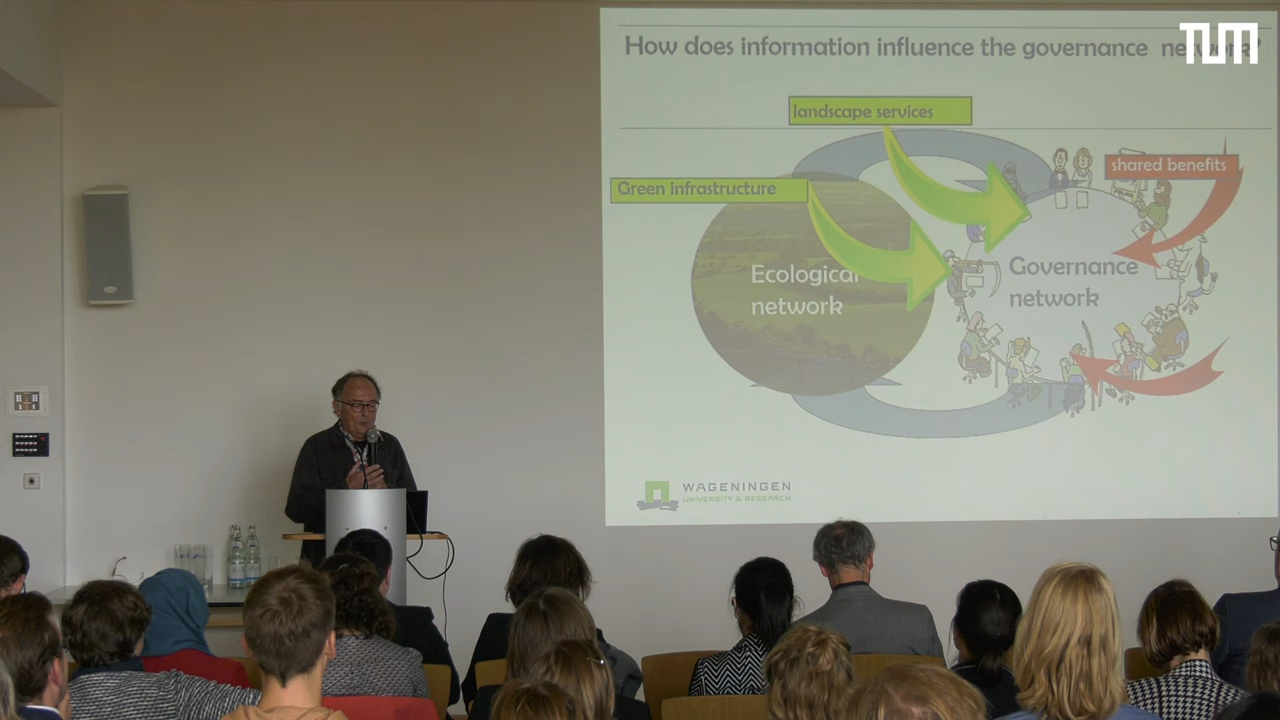 How does information influence the governance network?
TUM
landscape services
shared benefits
Green infrastructure
Ecological
network
Governance
network
WAGENINGEN
UNIVERSITY & RESEARCH